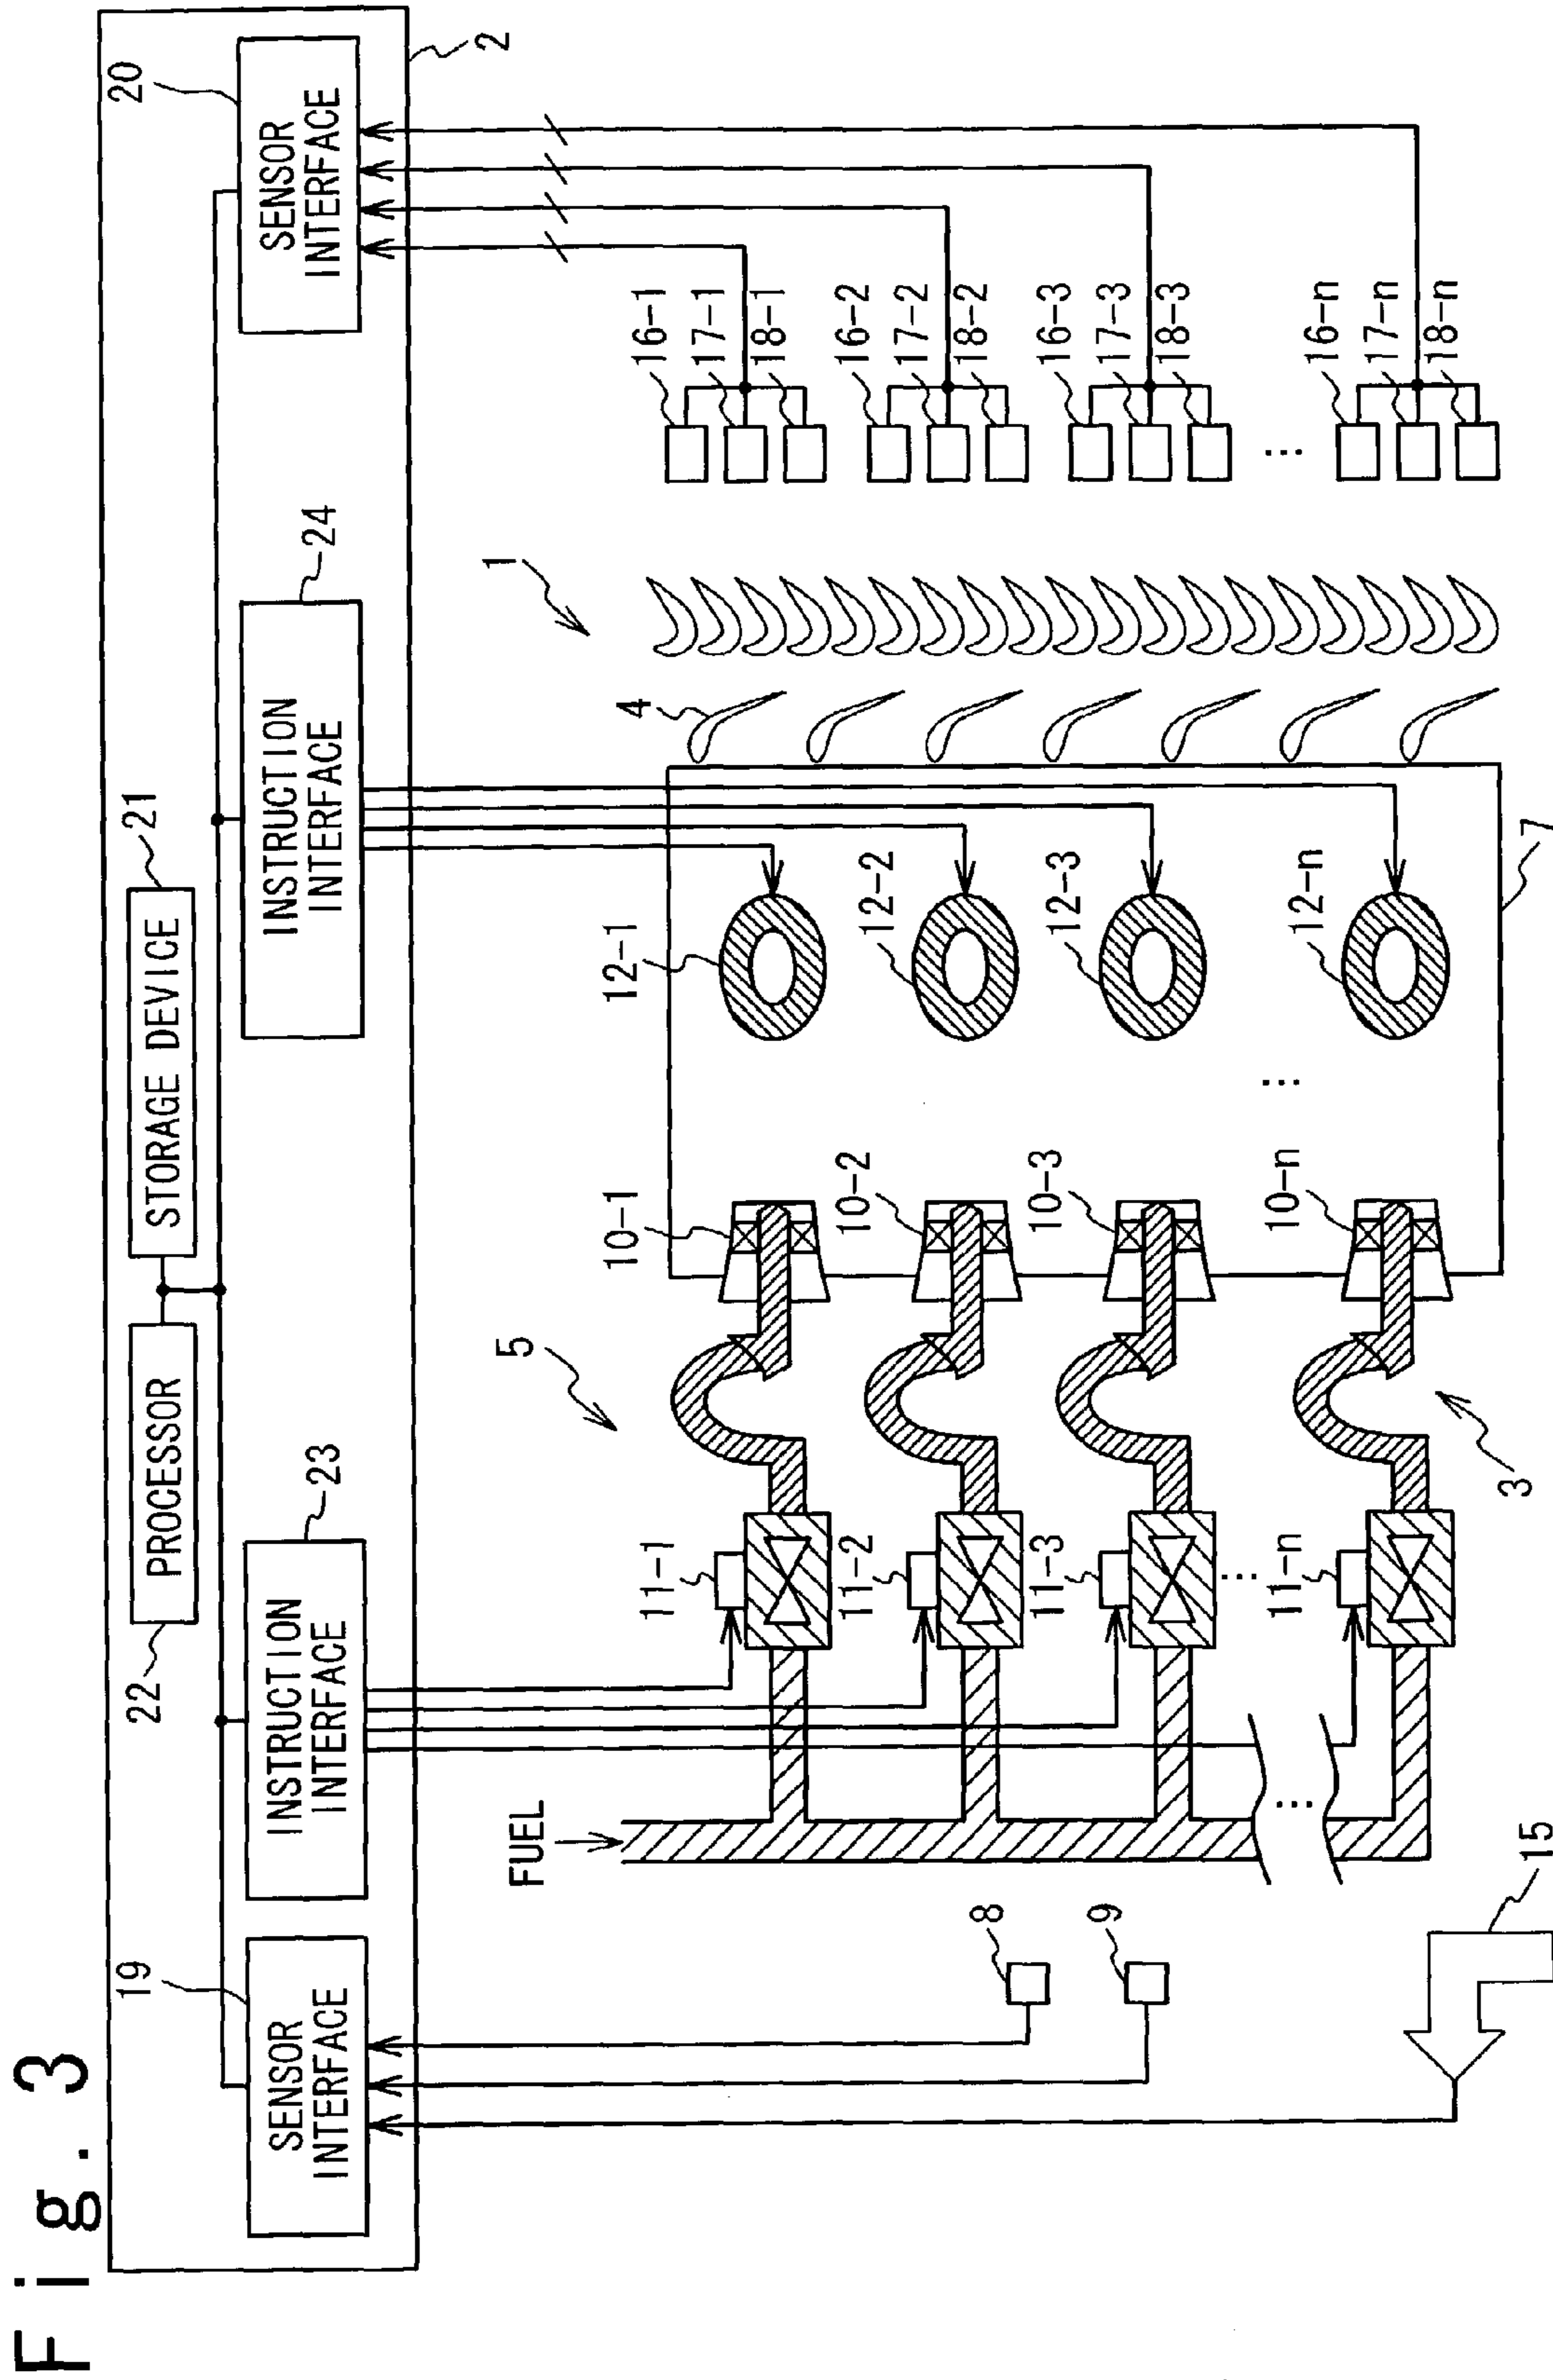 Fig. 3
2
20
SENSOR
INTERFACE
24
INSTRUCTION
INTERFACE
21
STORAGE DEVICE
PROCESSOR
22
23
INSTRUCTION
INTERFACE
19
SENSOR
INTERFACE
16-1
17-1
18-1
16-2
17-2
18-2
16-3
17-3
18-3
⋯
16-n
17-n
18-n
1
4
12-1
12-2
12-3
12-n
7
⋯
10-1
10-2
10-3
10-n
5
3
11-1
11-2
11-3
⋯
11-n
FUEL
⋯
8
9
15